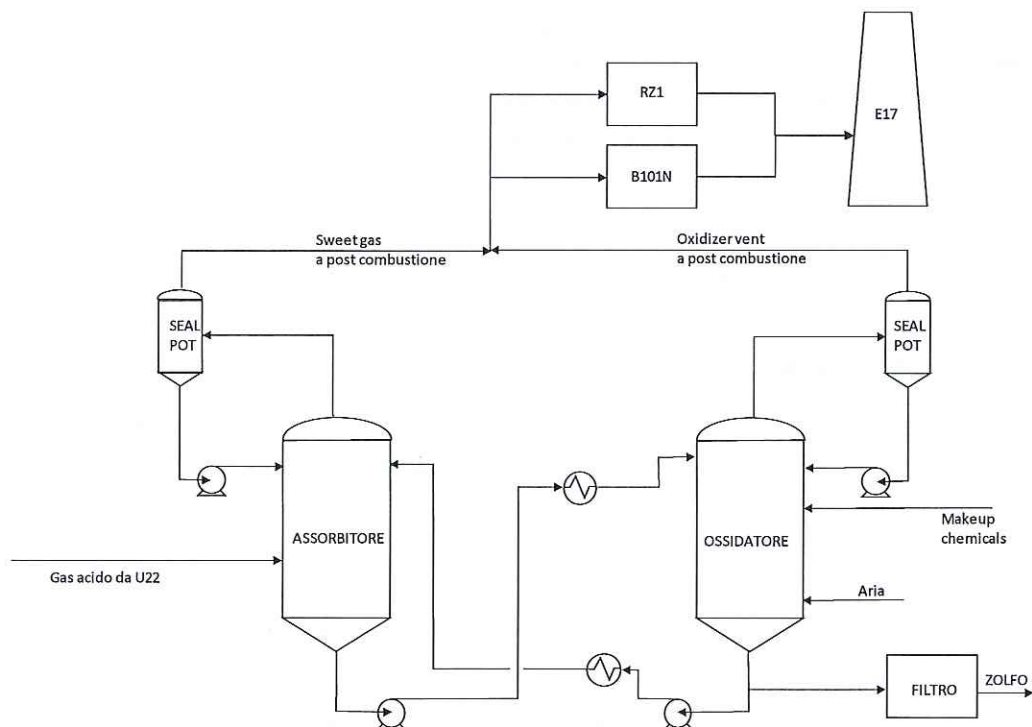 RZ1
E17
B101N
Sweet gas
a post combustione
Oxidizer vent
a post combustione
SEAL
POT
SEAL
POT
ASSORBITORE
OSSIDATORE
Makeup
chemicals
Gas acido da U22
Aria
FILTRO
ZOLFO